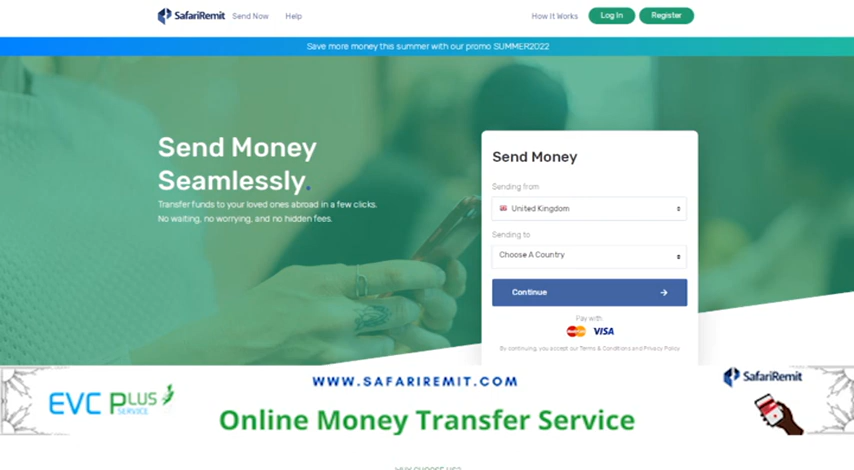 SafariRemit Send Now Help How It Works Log In Register
Save more money this summer with our promo SUMMER2022
Send Money
Seamlessly.
Transfer funds to your loved ones abroad in a few clicks.
No waiting, no worrying, and no hidden fees.
Send Money
Sending from
United Kingdom
Sending to
Choose A Country
Continue
Pay with
VISA
By continuing, you accept our Terms & Conditions and Privacy Policy
WWW.SAFARIREMIT.COM
SafariRemit
EVC PLUS
SERVICE
Online Money Transfer Service